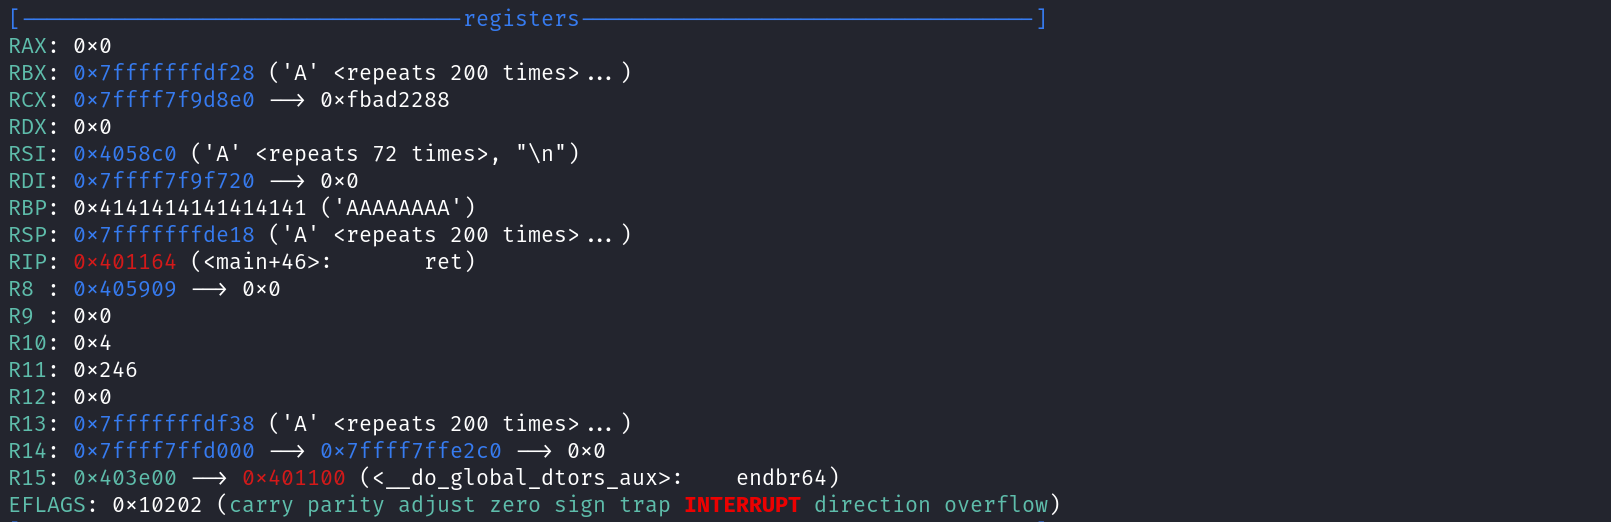 [----------------------------------registers-----------------------------------]
RAX: 0x0
RBX: 0x7fffffffdf28 ('A' <repeats 200 times>...)
RCX: 0x7ffff7f9d8e0 --> 0xfbad2288
RDX: 0x0
RSI: 0x4058c0 ('A' <repeats 72 times>, "\n")
RDI: 0x7ffff7f9f720 --> 0x0
RBP: 0x4141414141414141 ('AAAAAAAA')
RSP: 0x7fffffffde18 ('A' <repeats 200 times>...)
RIP: 0x401164 (<main+46>:       ret)
R8 : 0x405909 --> 0x0
R9 : 0x0
R10: 0x4
R11: 0x246
R12: 0x0
R13: 0x7fffffffdf38 ('A' <repeats 200 times>...)
R14: 0x7ffff7ffd000 --> 0x7ffff7ffe2c0 --> 0x0
R15: 0x403e00 --> 0x401100 (<__do_global_dtors_aux>:    endbr64)
EFLAGS: 0x10202 (carry parity adjust zero sign trap INTERRUPT direction overflow)